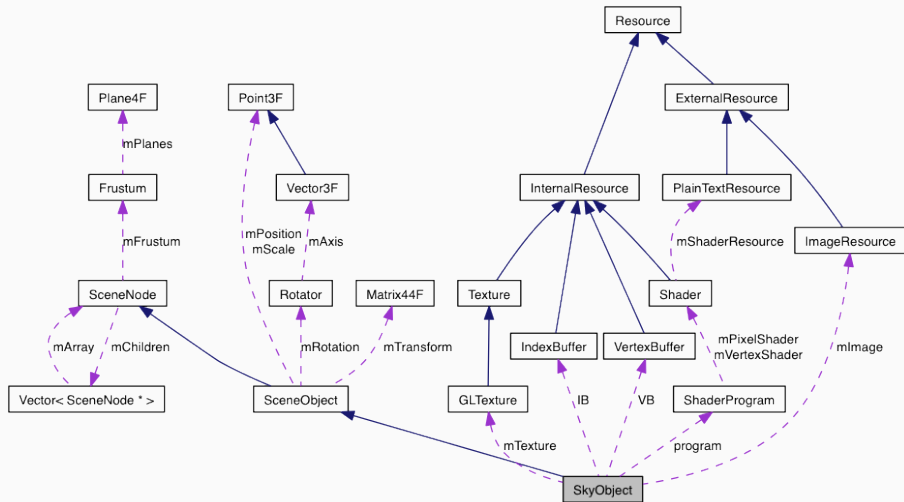 Resource
Plane4F
Point3F
ExternalResource
mPlanes
Frustum
Vector3F
InternalResource
PlainTextResource
mPosition
mScale
mAxis
mFrustum
mShaderResource
ImageResource
SceneNode
Rotator
Matrix44F
Texture
Shader
mArray
mChildren
mRotation
mTransform
IndexBuffer
VertexBuffer
mPixelShader
mVertexShader
mImage
Vector< SceneNode * >
SceneObject
GLTexture
IB
VB
ShaderProgram
mTexture
program
SkyObject